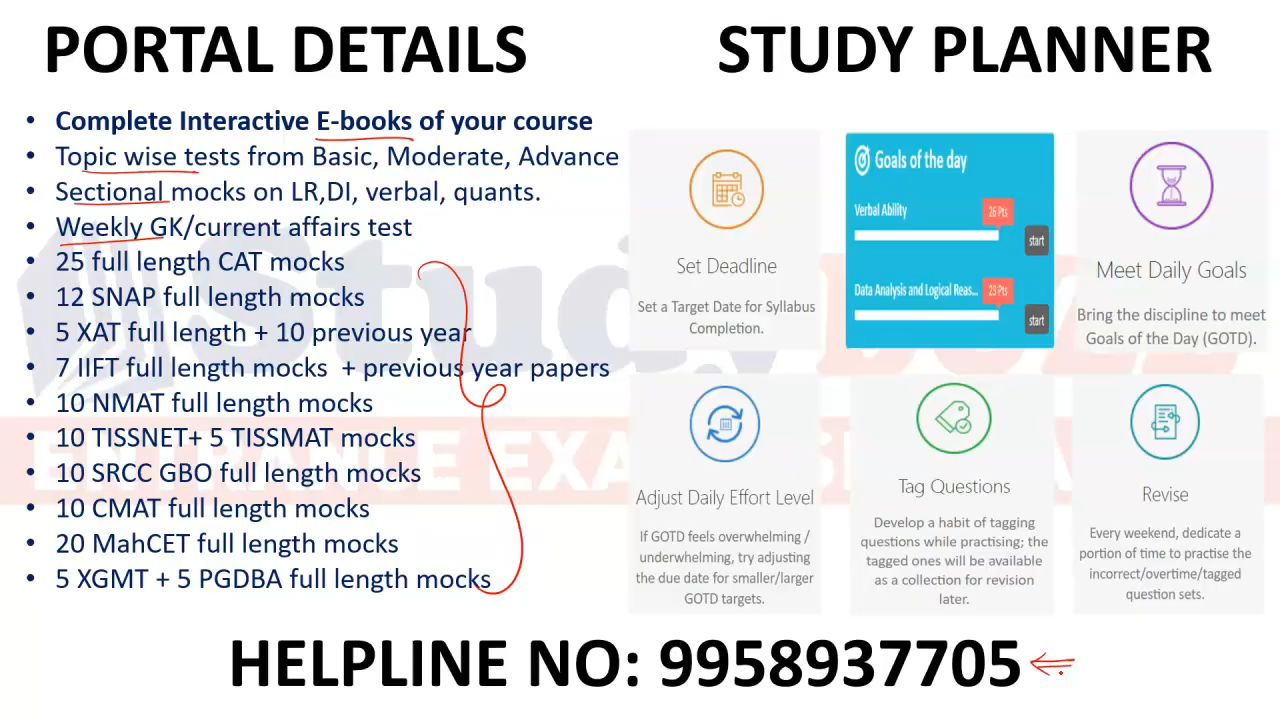 PORTAL DETAILS
• Complete Interactive E-books of your course
• Topic wise tests from Basic, Moderate, Advance
• Sectional mocks on LR,DI, verbal, quants.
• Weekly GK/current affairs test
• 25 full length CAT mocks
• 12 SNAP full length mocks
• 5 XAT full length + 10 previous year
• 7 IIFT full length mocks + previous year papers
• 10 NMAT full length mocks
• 10 TISSNET+ 5 TISSMAT mocks
• 10 SRCC GBO full length mocks
• 10 CMAT full length mocks
• 20 MahCET full length mocks
• 5 XGMT + 5 PGDBA full length mocks
STUDY PLANNER
Set Deadline
Set a Target Date for Syllabus
Completion.
Goals of the day
Verbal Ability
26 Pts
start
Data Analysis and Logical Reas...
23 Pts
start
Meet Daily Goals
Bring the discipline to meet
Goals of the Day (GOTD).
Adjust Daily Effort Level
If GOTD feels overwhelming /
underwhelming, try adjusting
the due date for smaller/larger
GOTD targets.
Tag Questions
Develop a habit of tagging
questions while practising; the
tagged ones will be available
as a collection for revision
later.
Revise
Every weekend, dedicate a
portion of time to practise the
incorrect/overtime/tagged
question sets.
HELPLINE NO: 9958937705